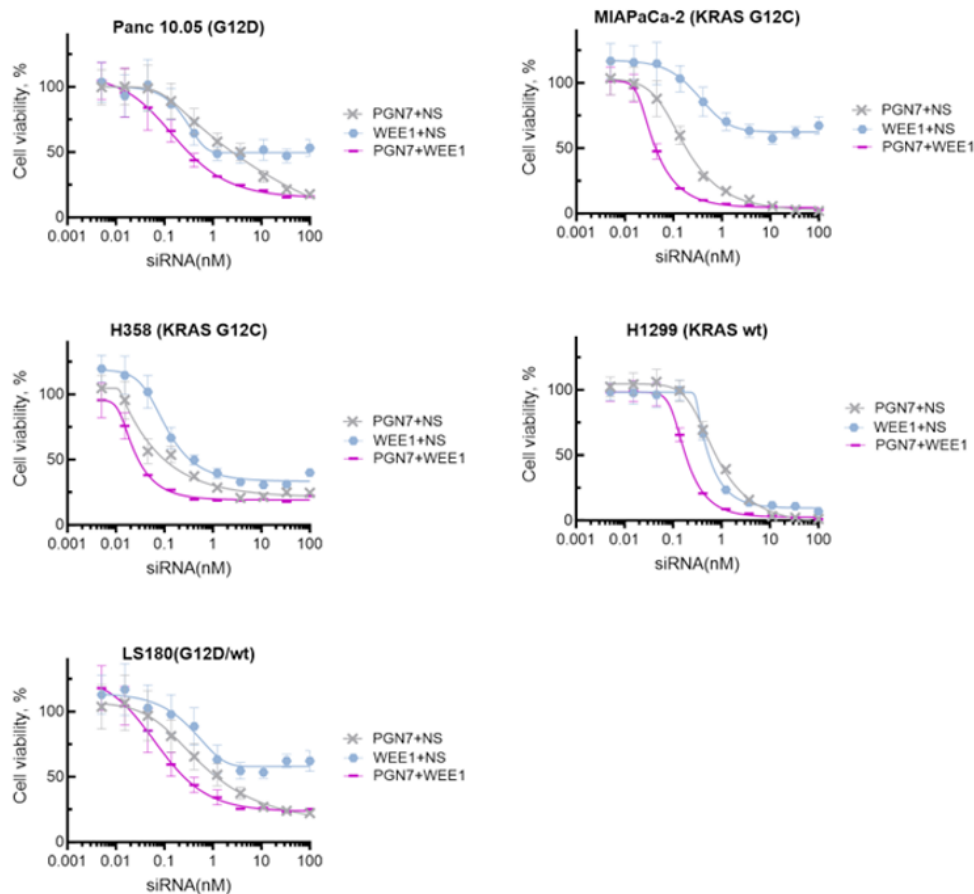 Panc 10.05 (G12D)
Cell viability, %
100
50
0
0.001 0.01 0.1 1 10 100
siRNA(nM)
PGN7+NS
WEE1+NS
PGN7+WEE1
MIAPaCa-2 (KRAS G12C)
Cell viability, %
100
50
0
0.001 0.01 0.1 1 10 100
siRNA(nM)
PGN7+NS
WEE1+NS
PGN7+WEE1
H358 (KRAS G12C)
Cell viability, %
100
50
0
0.001 0.01 0.1 1 10 100
siRNA(nM)
PGN7+NS
WEE1+NS
PGN7+WEE1
H1299 (KRAS wt)
Cell viability, %
100
50
0
0.001 0.01 0.1 1 10 100
siRNA(nM)
PGN7+NS
WEE1+NS
PGN7+WEE1
LS180(G12D/wt)
Cell viability, %
100
50
0
0.001 0.01 0.1 1 10 100
siRNA(nM)
PGN7+NS
WEE1+NS
PGN7+WEE1